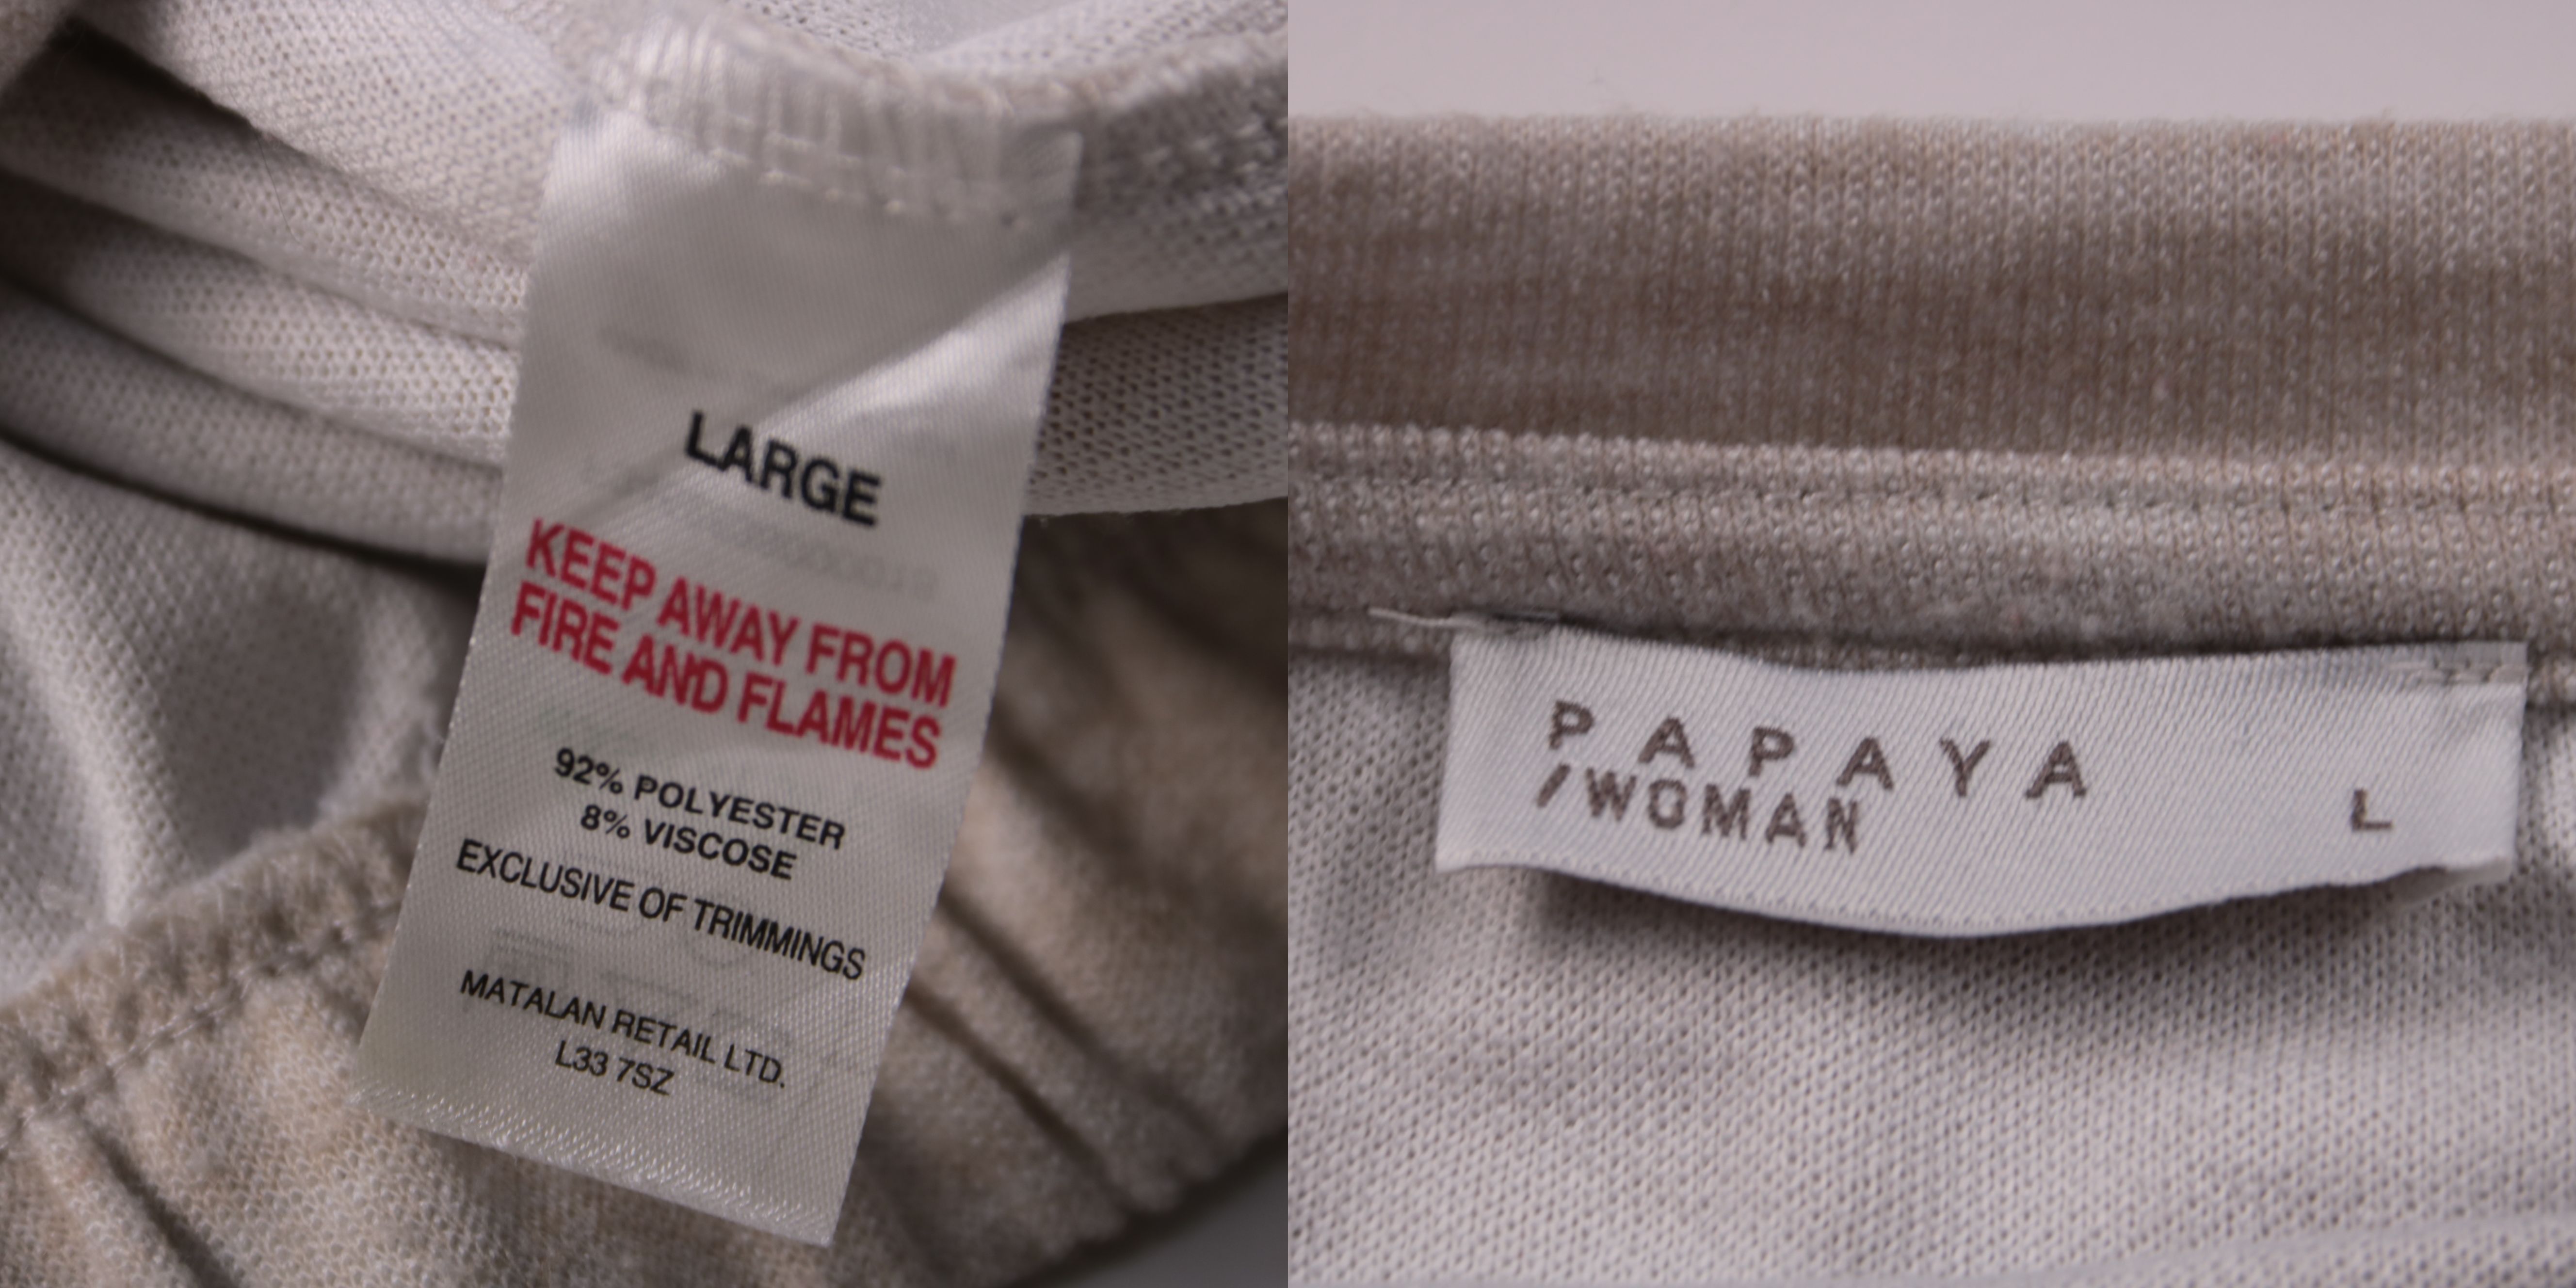 LARGE
KEEP AWAY FROM
FIRE AND FLAMES
92% POLYESTER
8% VISCOSE
EXCLUSIVE OF TRIMMINGS
MATALAN RETAIL LTD.
L33 7SZ
PAPAYA
/WOMAN
L